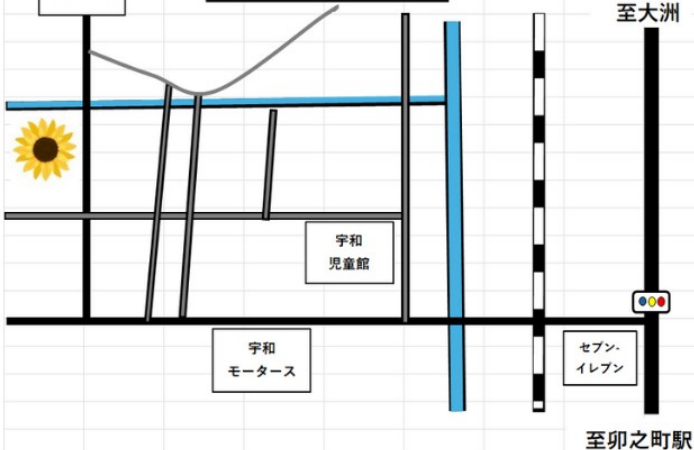 至大洲
宇和
児童館
宇和
モータース
セブン-
イレブン
至卯之町駅